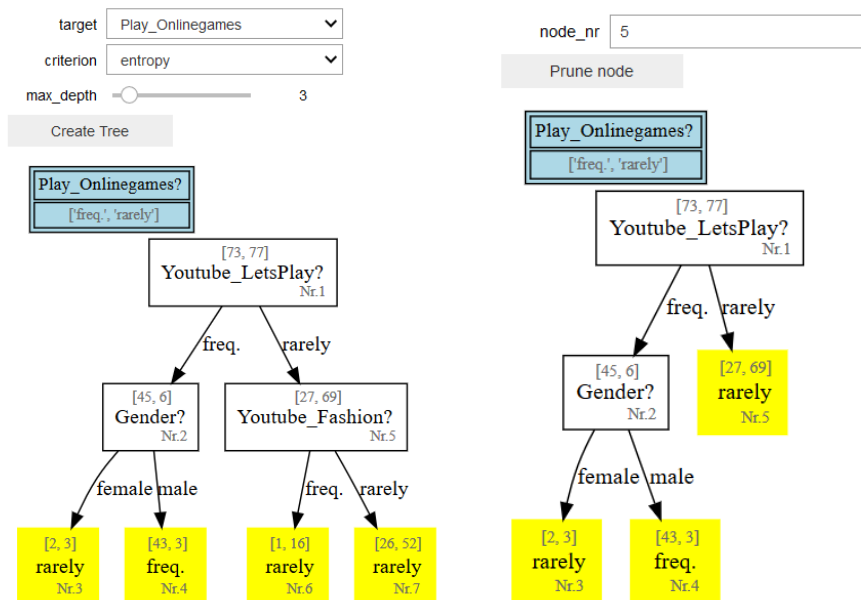 target Play_Onlinegames
criterion entropy
max_depth 3
Create Tree
Play_Onlinegames?
['freq.', 'rarely']
[73, 77]
Youtube_LetsPlay?
Nr.1
freq. rarely
[45, 6]
Gender?
Nr.2
[27, 69]
Youtube_Fashion?
Nr.5
female male
freq. rarely
[2, 3]
rarely
Nr.3
[43, 3]
freq.
Nr.4
[1, 16]
rarely
Nr.6
[26, 52]
rarely
Nr.7
node_nr 5
Prune node
Play_Onlinegames?
['freq.', 'rarely']
[73, 77]
Youtube_LetsPlay?
Nr.1
freq. rarely
[45, 6]
Gender?
Nr.2
[27, 69]
rarely
Nr.5
female male
[2, 3]
rarely
Nr.3
[43, 3]
freq.
Nr.4